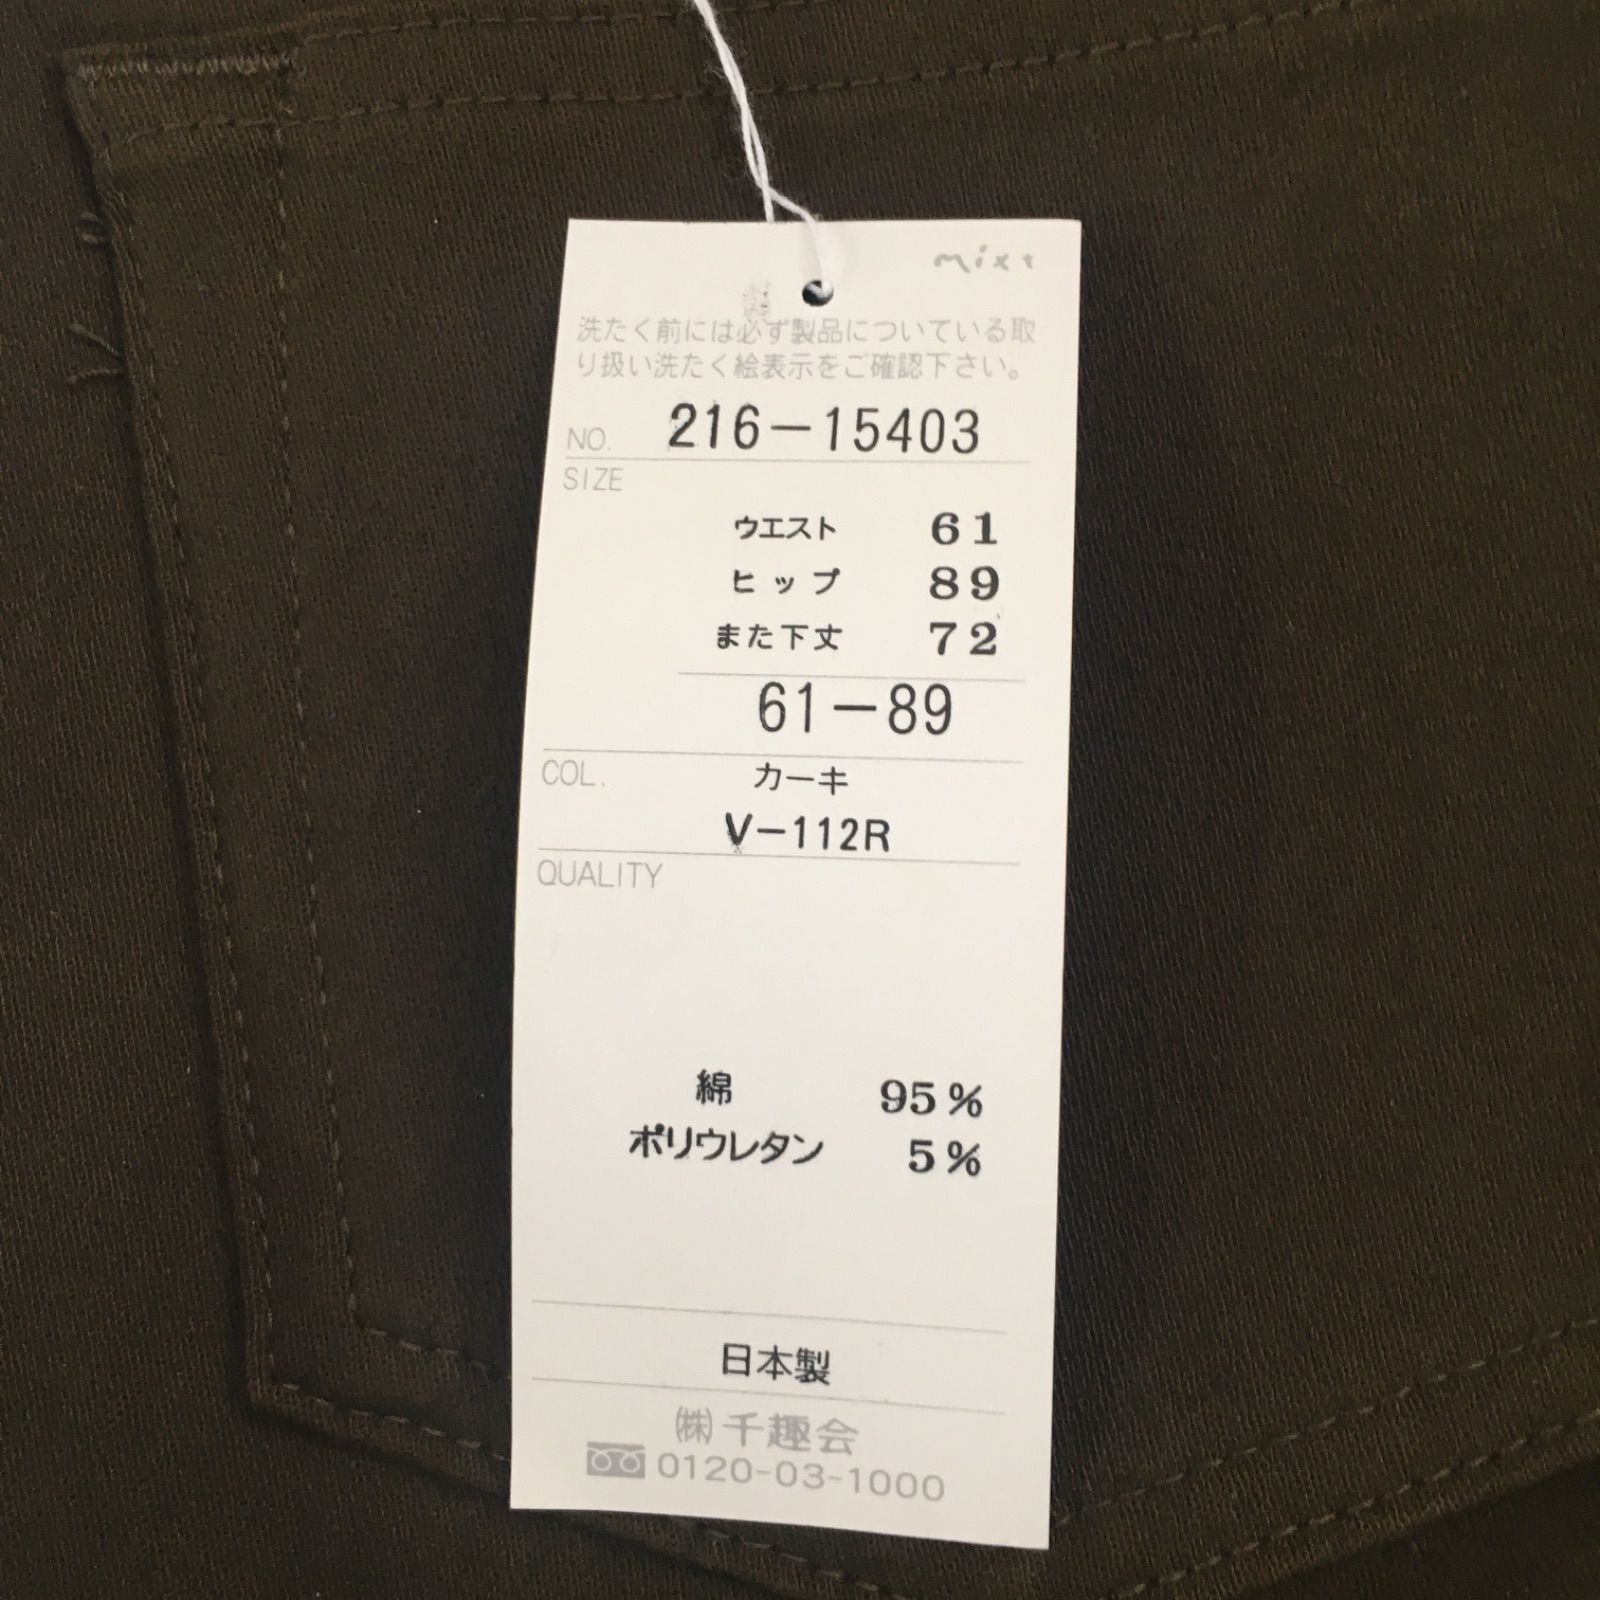 mixt
洗たく前には必ず製品についている取
り扱い洗たく絵表示をご確認下さい。
NO. 216-15403
SIZE
ウエスト 61
ヒップ 89
また下丈 72
61-89
COL. カーキ
V-112R
QUALITY
綿 95%
ポリウレタン 5%
日本製
㈱千趣会
0120-03-1000